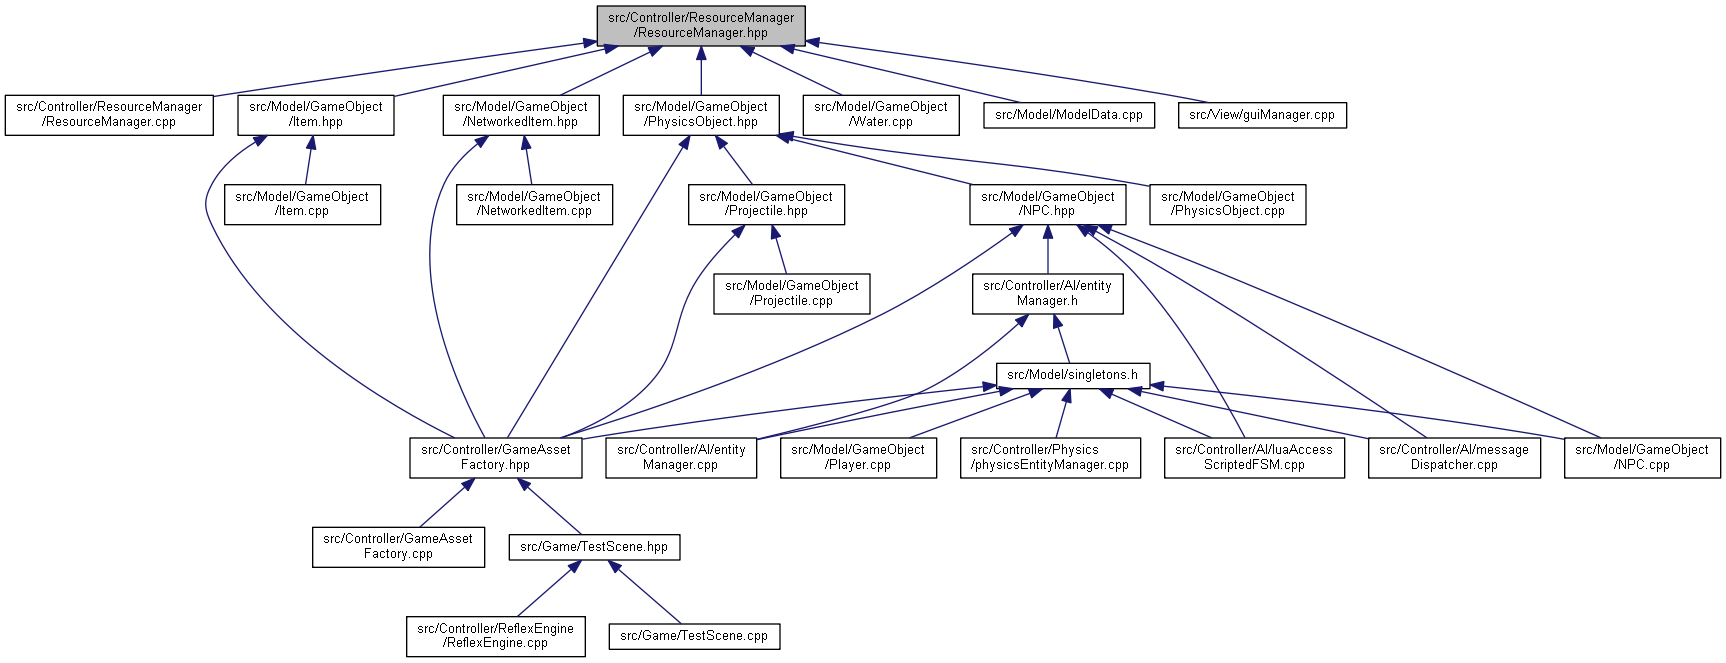 src/Controller/ResourceManager
/ResourceManager.hpp
src/Controller/ResourceManager
/ResourceManager.cpp
src/Model/GameObject
/Item.hpp
src/Model/GameObject
/NetworkedItem.hpp
src/Model/GameObject
/PhysicsObject.hpp
src/Model/GameObject
/Water.cpp
src/Model/ModelData.cpp
src/View/guiManager.cpp
src/Model/GameObject
/Item.cpp
src/Model/GameObject
/NetworkedItem.cpp
src/Model/GameObject
/Projectile.hpp
src/Model/GameObject
/NPC.hpp
src/Model/GameObject
/PhysicsObject.cpp
src/Model/GameObject
/Projectile.cpp
src/Controller/AI/entity
Manager.h
src/Model/singletons.h
src/Controller/GameAsset
Factory.hpp
src/Controller/AI/entity
Manager.cpp
src/Model/GameObject
/Player.cpp
src/Controller/Physics
/physicsEntityManager.cpp
src/Controller/AI/luaAccess
ScriptedFSM.cpp
src/Controller/AI/message
Dispatcher.cpp
src/Model/GameObject
/NPC.cpp
src/Controller/GameAsset
Factory.cpp
src/Game/TestScene.hpp
src/Controller/ReflexEngine
/ReflexEngine.cpp
src/Game/TestScene.cpp